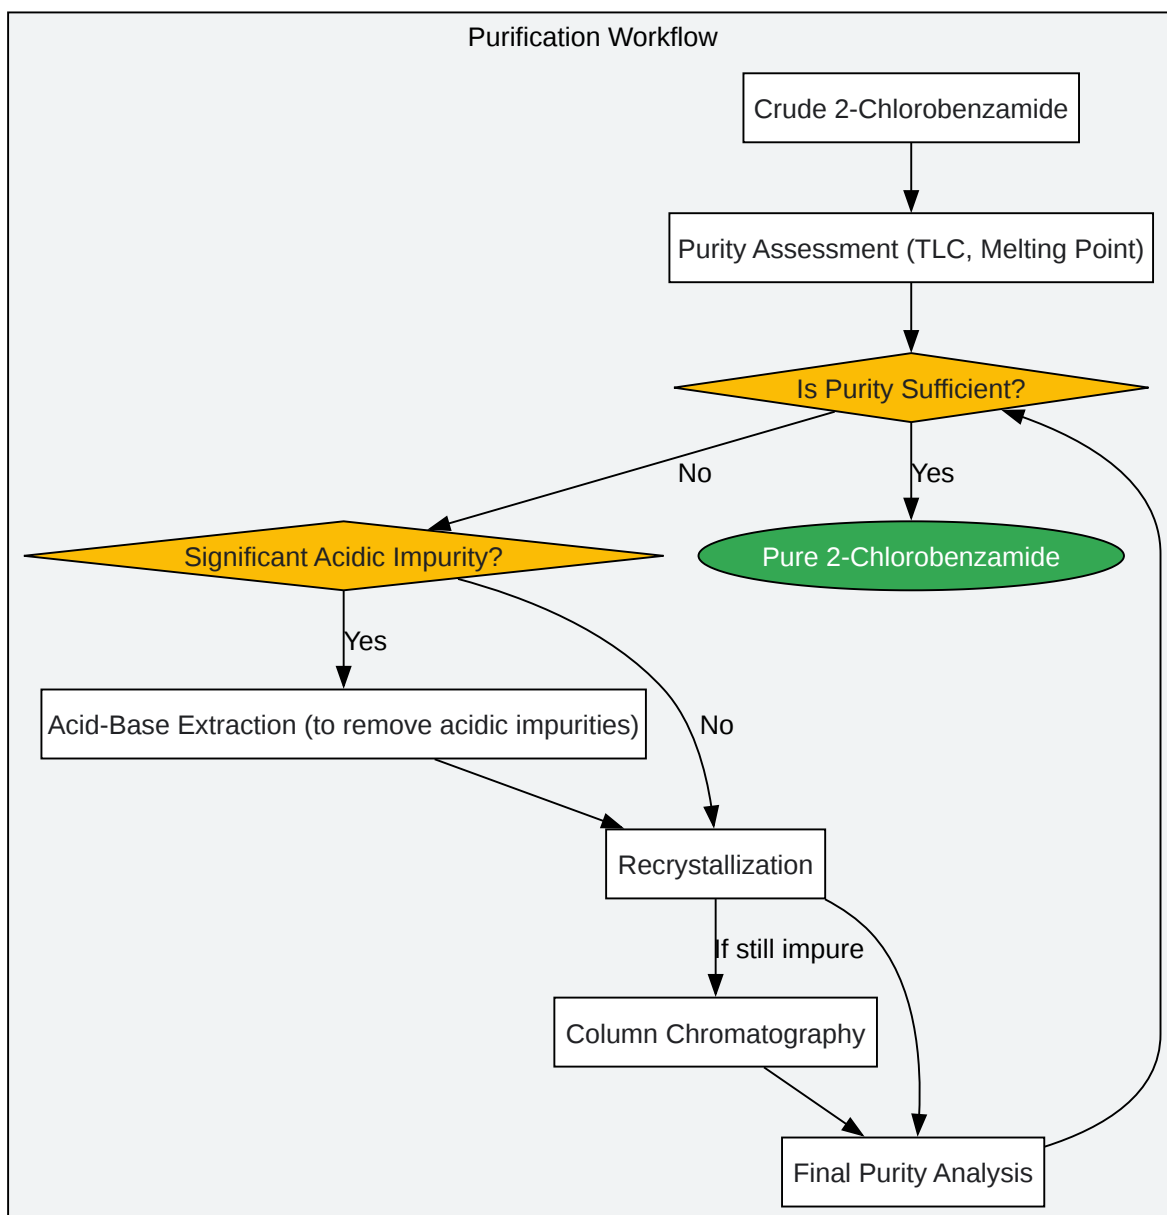 Purification Workflow
Crude 2-Chlorobenzamide
Purity Assessment (TLC, Melting Point)
Is Purity Sufficient?
No
Yes
Significant Acidic Impurity?
Pure 2-Chlorobenzamide
Yes
Acid-Base Extraction (to remove acidic impurities)
No
Recrystallization
If still impure
Column Chromatography
Final Purity Analysis